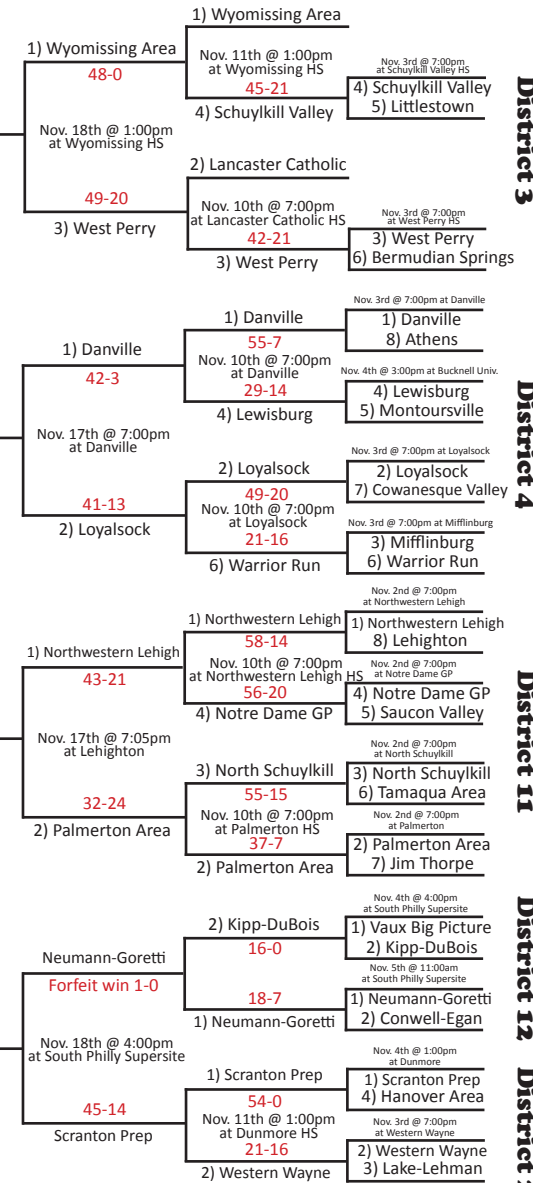 1) Wyomissing Area
1) Wyomissing Area
48-0
Nov. 11th @ 1:00pm
at Wyomissing HS
45-21
4) Schuylkill Valley
Nov. 3rd @ 7:00pm
at Schuylkill Valley HS
4) Schuylkill Valley
5) Littlestown
District 3
Nov. 18th @ 1:00pm
at Wyomissing HS
2) Lancaster Catholic
49-20
3) West Perry
Nov. 10th @ 7:00pm
at Lancaster Catholic HS
42-21
3) West Perry
Nov. 3rd @ 7:00pm
at West Perry HS
3) West Perry
6) Bermudian Springs
Nov. 3rd @ 7:00pm at Danville
1) Danville
8) Athens
1) Danville
55-7
1) Danville
42-3
Nov. 10th @ 7:00pm
at Danville
29-14
4) Lewisburg
Nov. 4th @ 3:00pm at Bucknell Univ.
4) Lewisburg
5) Montoursville
District 4
Nov. 17th @ 7:00pm
at Danville
Nov. 3rd @ 7:00pm at Loyalsock
2) Loyalsock
7) Cowanesque Valley
2) Loyalsock
49-20
41-13
2) Loyalsock
Nov. 10th @ 7:00pm
at Loyalsock
21-16
6) Warrior Run
Nov. 3rd @ 7:00pm at Mifflinburg
3) Mifflinburg
6) Warrior Run
Nov. 2nd @ 7:00pm
at Northwestern Lehigh
1) Northwestern Lehigh
8) Lehighton
1) Northwestern Lehigh
58-14
1) Northwestern Lehigh
43-21
Nov. 10th @ 7:00pm
at Northwestern Lehigh HS
56-20
4) Notre Dame GP
Nov. 2nd @ 7:00pm
at Notre Dame GP
4) Notre Dame GP
5) Saucon Valley
District 11
Nov. 17th @ 7:05pm
at Lehighton
Nov. 2nd @ 7:00pm
at North Schuylkill
3) North Schuylkill
6) Tamaqua Area
3) North Schuylkill
55-15
32-24
2) Palmerton Area
Nov. 10th @ 7:00pm
at Palmerton HS
37-7
2) Palmerton Area
Nov. 2nd @ 7:00pm
at Palmerton
2) Palmerton Area
7) Jim Thorpe
Nov. 4th @ 4:00pm
at South Philly Supersite
1) Vaux Big Picture
2) Kipp-DuBois
2) Kipp-DuBois
16-0
Neumann-Goretti
Forfeit win 1-0
18-7
1) Neumann-Goretti
Nov. 5th @ 11:00am
at South Philly Supersite
1) Neumann-Goretti
2) Conwell-Egan
District 12
Nov. 18th @ 4:00pm
at South Philly Supersite
Nov. 4th @ 1:00pm
at Dunmore
1) Scranton Prep
4) Hanover Area
1) Scranton Prep
54-0
45-14
Scranton Prep
Nov. 11th @ 1:00pm
at Dunmore HS
21-16
2) Western Wayne
Nov. 3rd @ 7:00pm
at Western Wayne
2) Western Wayne
3) Lake-Lehman
District